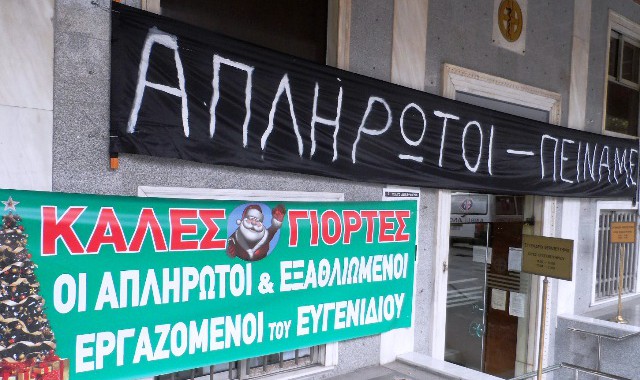 ΑΠΛΗΡΩΤΟΙ – ΠΕΙΝΑΜΕ
ΚΑΛΕΣ ΓΙΟΡΤΕΣ
ΟΙ ΑΠΛΗΡΩΤΟΙ & ΕΞΑΘΛΙΩΜΕΝΟΙ
ΕΡΓΑΖΟΜΕΝΟΙ ΤΟΥ ΕΥΓΕΝΙΔΙΟΥ